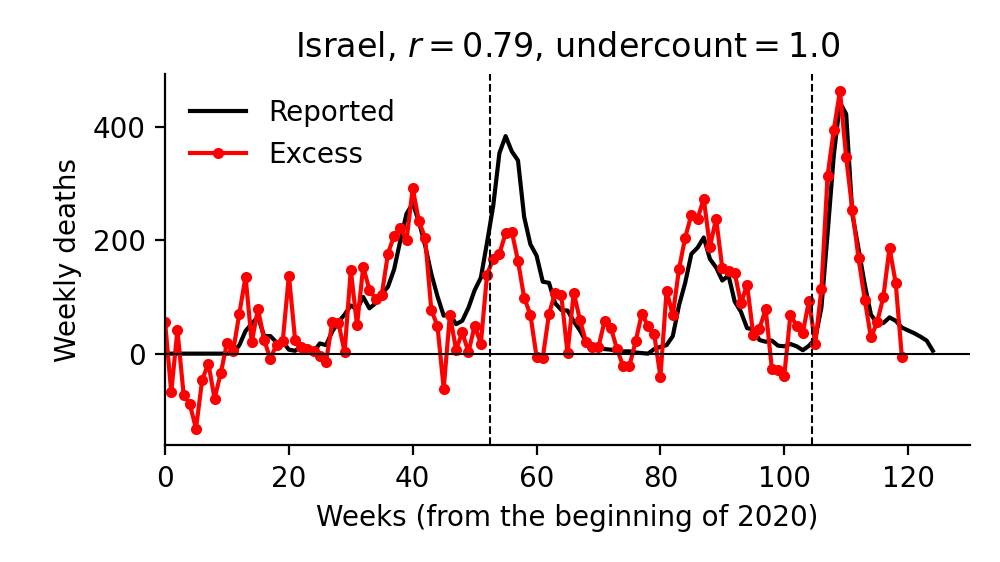 Israel, r = 0.79, undercount = 1.0
Reported
Excess
Weekly deaths
400
200
0
0 20 40 60 80 100 120
Weeks (from the beginning of 2020)